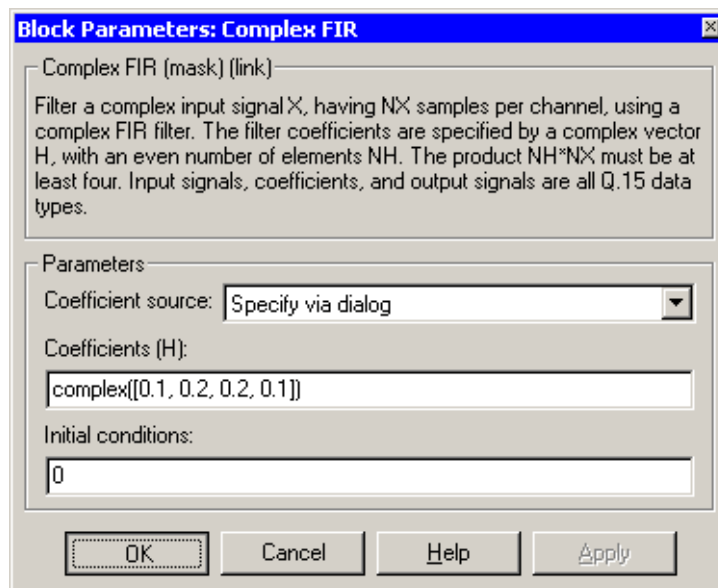 Block Parameters: Complex FIR
Complex FIR (mask) (link)
Filter a complex input signal X, having NX samples per channel, using a
complex FIR filter. The filter coefficients are specified by a complex vector
H, with an even number of elements NH. The product NH*NX must be at
least four. Input signals, coefficients, and output signals are all Q.15 data
types.
Parameters
Coefficient source: Specify via dialog
Coefficients (H):
complex([0.1, 0.2, 0.2, 0.1])
Initial conditions:
0
OK Cancel Help Apply